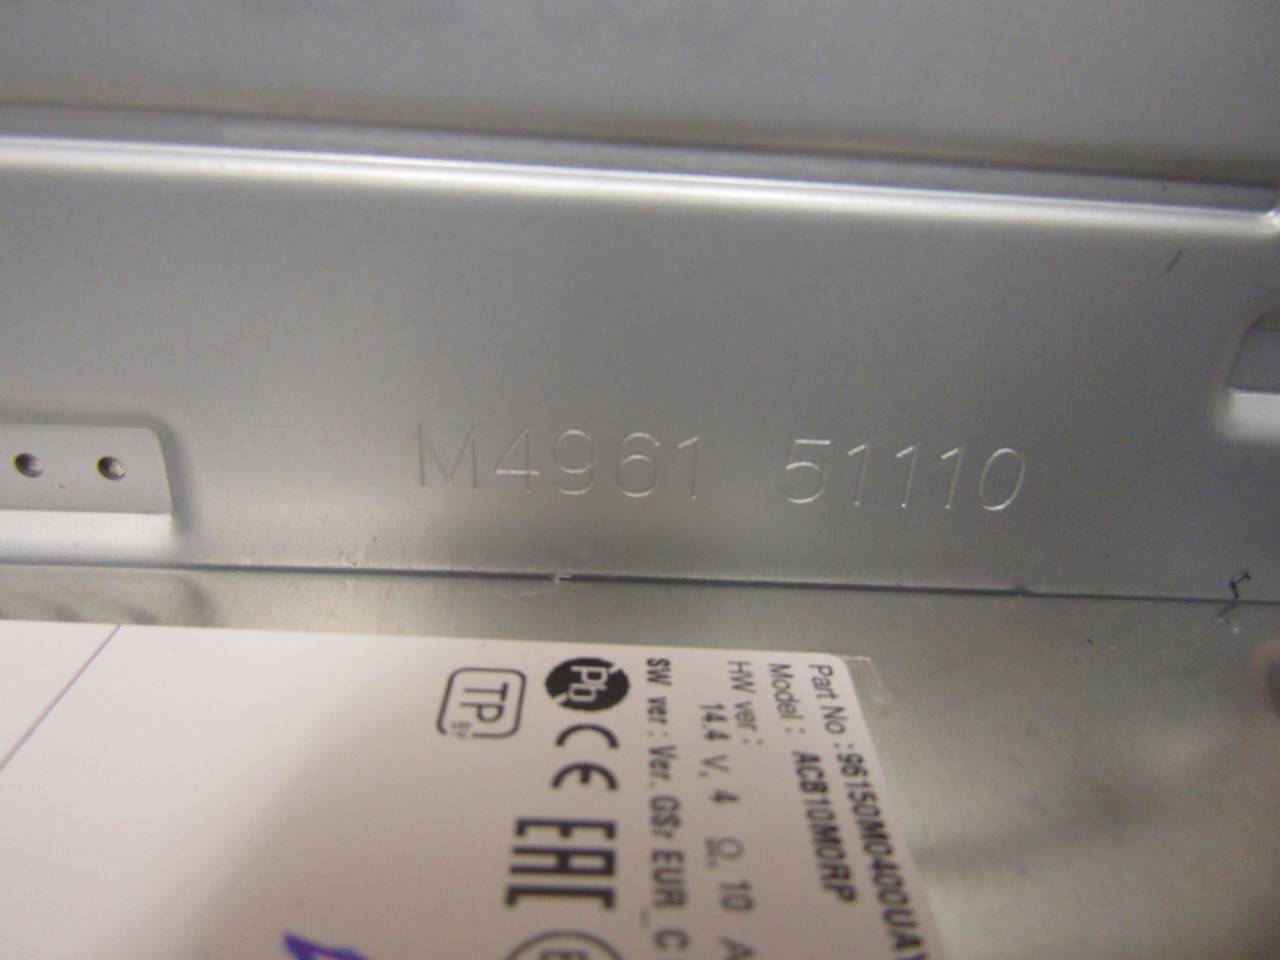 M4961 51110
Part No : 96150M0400UAY
Model : ACB10M0RP
HW ver :
14.4 V, 4 Ω, 10 A
SW ver : Ver. GSr EUR_C
Pb
CE
EAC
TP